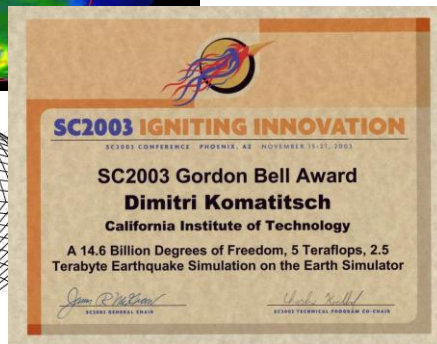 SC2003 IGNITING INNOVATION
SC2003 CONFERENCE PHOENIX, AZ NOVEMBER 15-21, 2003
SC2003 Gordon Bell Award
Dimitri Komatitsch
California Institute of Technology
A 14.6 Billion Degrees of Freedom, 5 Teraflops, 2.5
Terabyte Earthquake Simulation on the Earth Simulator
SC2003 GENERAL CHAIR SC2003 TECHNICAL PROGRAM CO-CHAIR